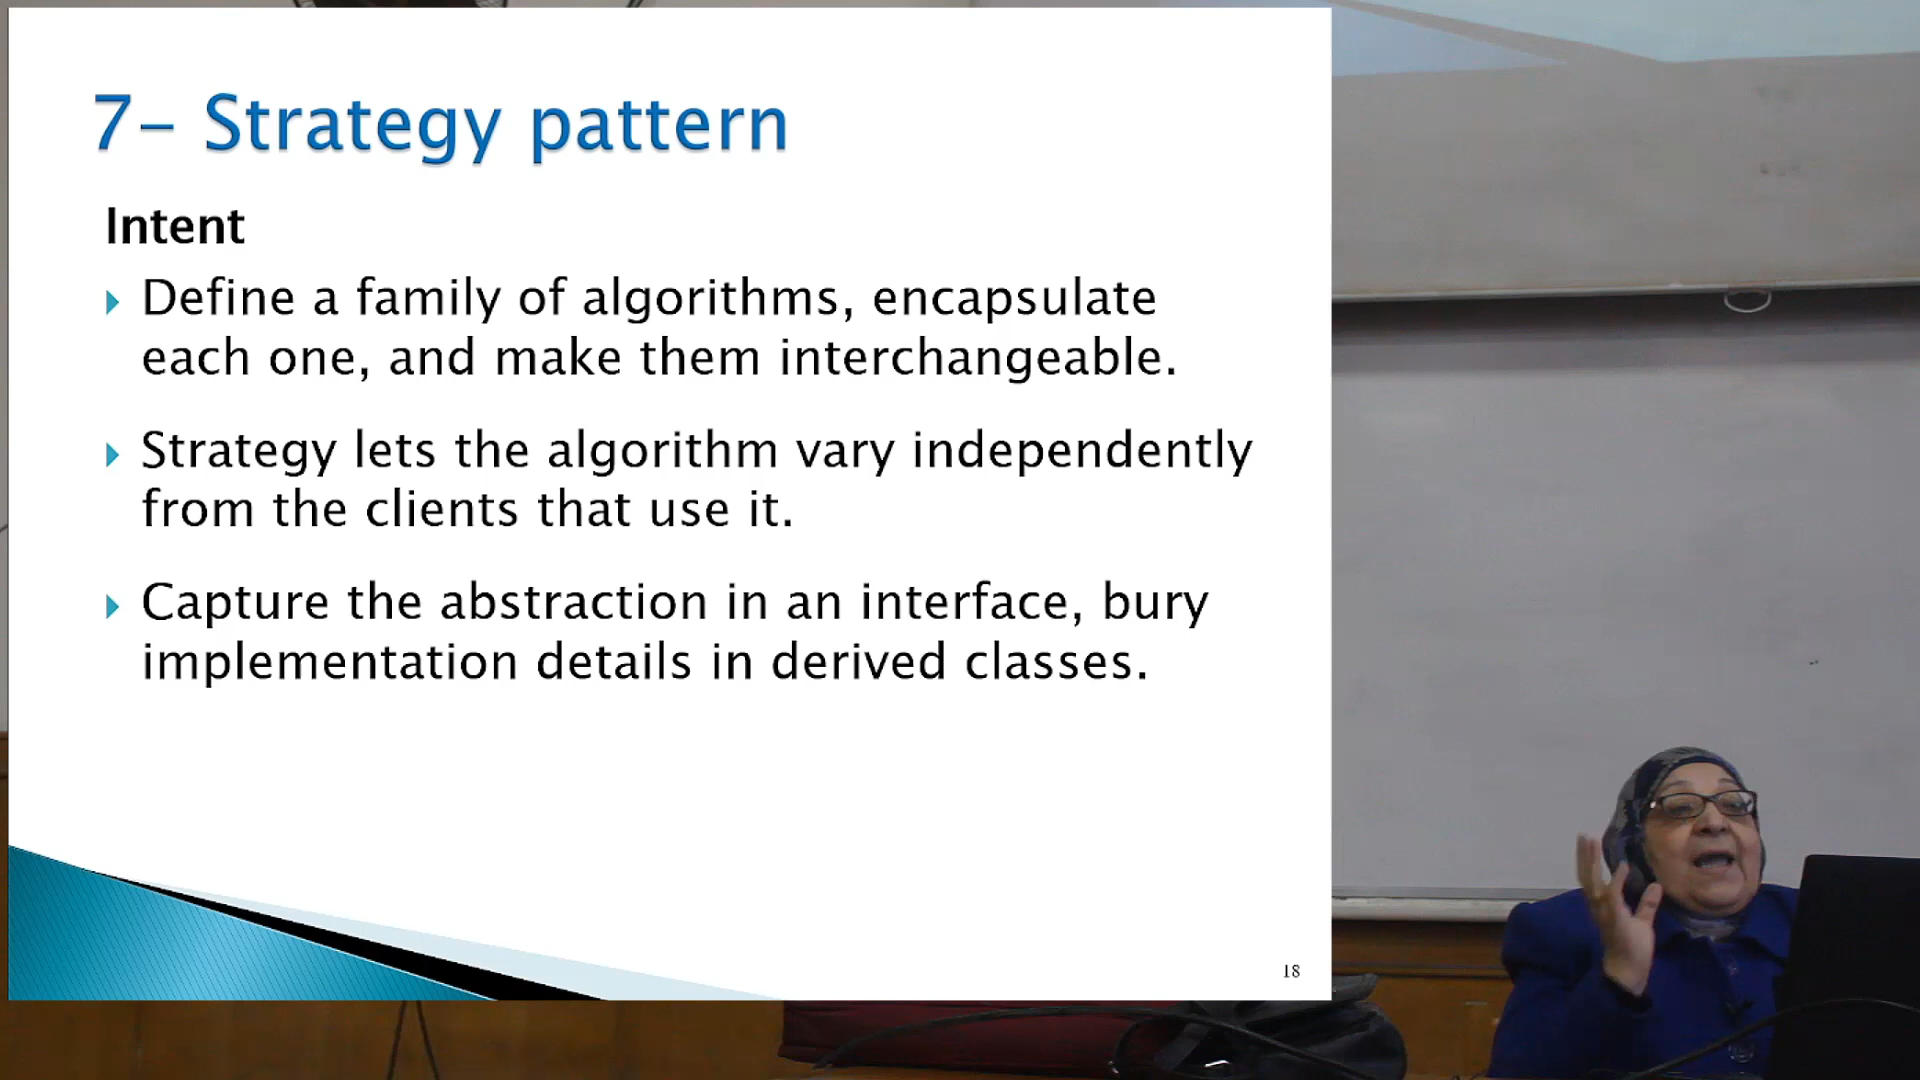 7- Strategy pattern
Intent
Define a family of algorithms, encapsulate
each one, and make them interchangeable.
Strategy lets the algorithm vary independently
from the clients that use it.
Capture the abstraction in an interface, bury
implementation details in derived classes.
18